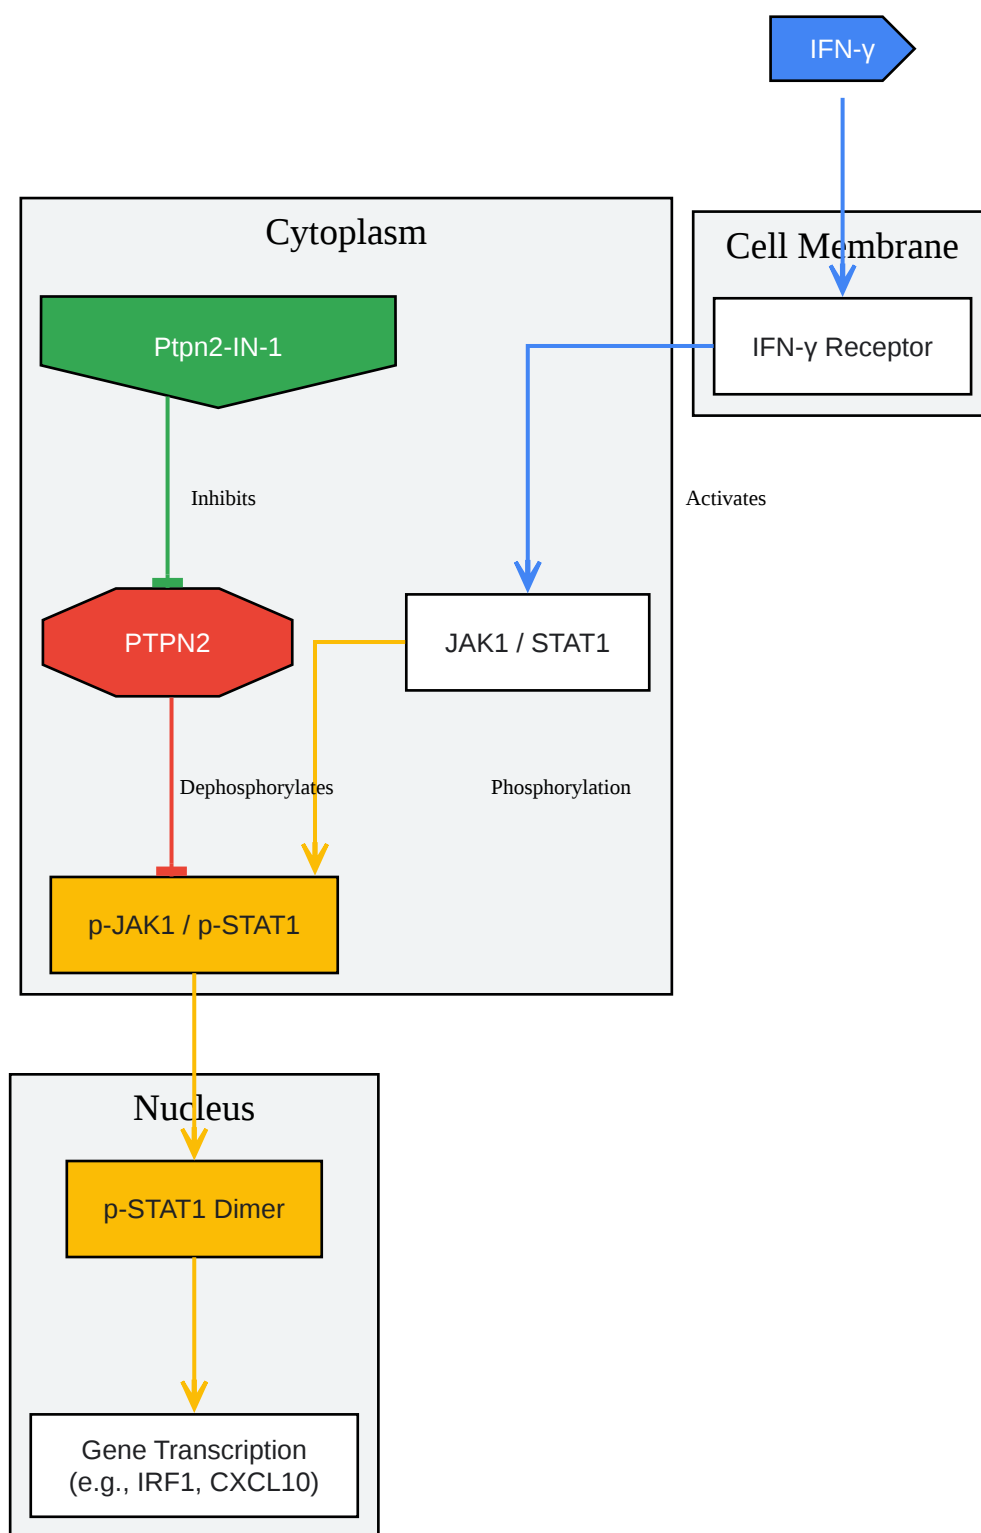 IFN-γ
Cytoplasm
Cell Membrane
Ptpn2-IN-1
IFN-γ Receptor
Inhibits
Activates
PTPN2
JAK1 / STAT1
Dephosphorylates
Phosphorylation
p-JAK1 / p-STAT1
Nucleus
p-STAT1 Dimer
Gene Transcription
(e.g., IRF1, CXCL10)